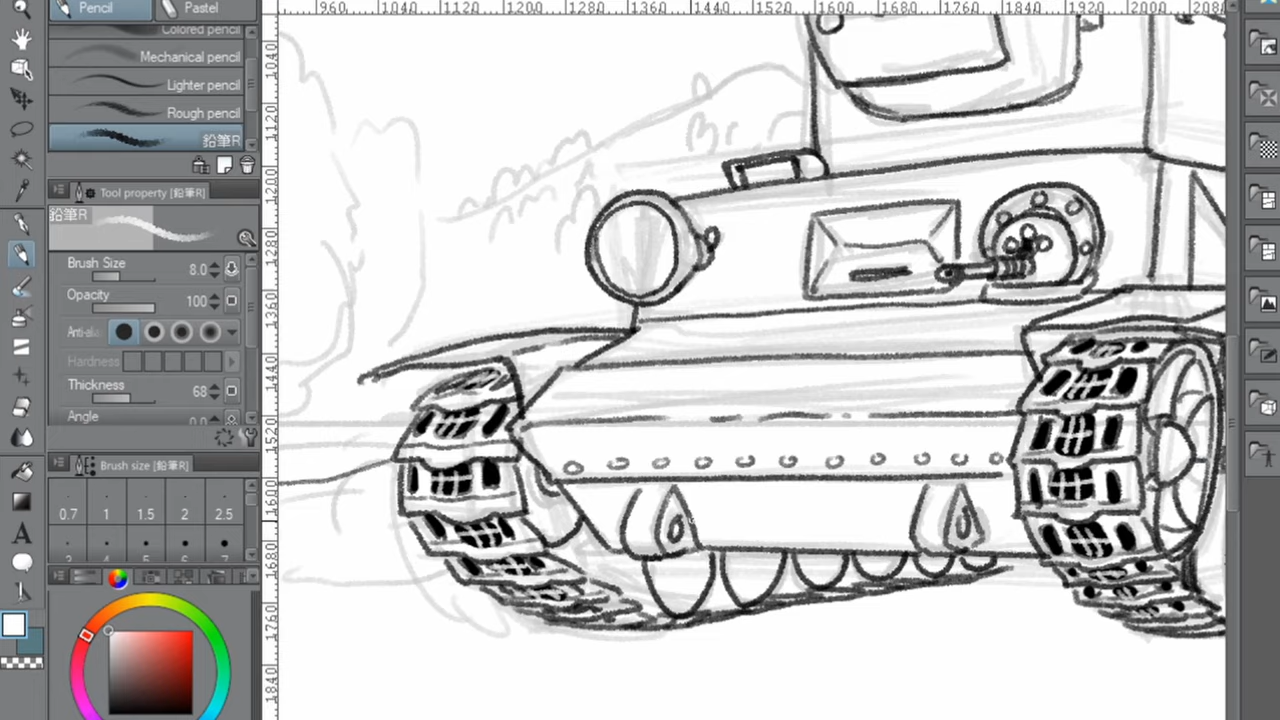 Pencil Pastel
Colored pencil
Mechanical pencil
Lighter pencil
Rough pencil
鉛筆R
Tool property [鉛筆R]
鉛筆R
Brush Size 8.0
Opacity 100
Hardness
Thickness 68
Angle 0.0
Brush size [鉛筆R]
0.7 1 1.5 2 2.5
960 1040 1120 1200 1280 1360 1440 1520 1600 1680 1760 1840 1920 2000 2080
1040
1120
1200
1280
1360
1440
1520
1600
1680
1760
1840